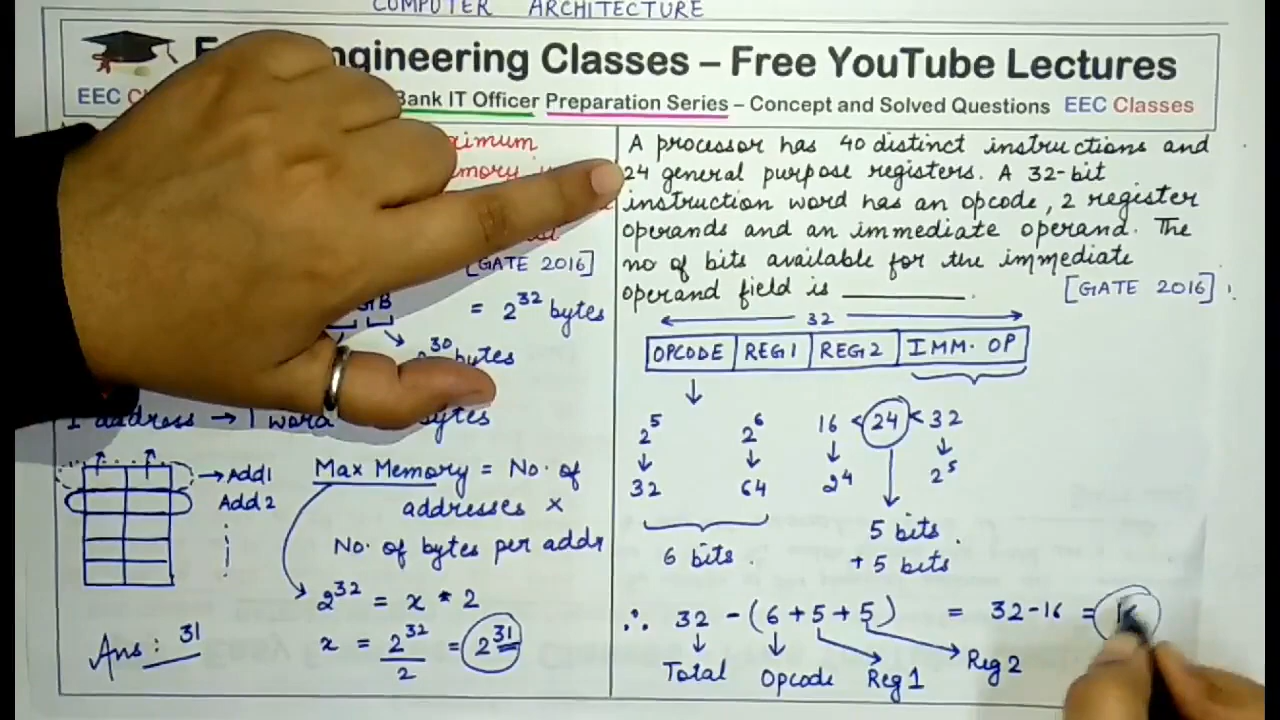 COMPUTER ARCHITECTURE
Engineering Classes – Free YouTube Lectures
EEC
Bank IT Officer Preparation Series – Concept and Solved Questions EEC Classes
[GATE 2016]
= 2^32 bytes
bytes
1 address → 1 word
bytes
→ Add1
Add2
Max Memory = No. of
addresses ×
No. of bytes per addr
2^32 = x * 2
x = 2^32/2 = 2^31
Ans: 31
A processor has 40 distinct instructions and
24 general purpose registers. A 32-bit
instruction word has an opcode, 2 register
operands and an immediate operand. The
no of bits available for the immediate
operand field is ________. [GATE 2016]
32
OPCODE REG1 REG2 IMM. OP
2^5 2^6 16 < 24 < 32
32 64 2^4 2^5
6 bits.
5 bits.
+ 5 bits
∴ 32 - (6 + 5 + 5) = 32-16 =
Total Opcode Reg 1 Reg 2